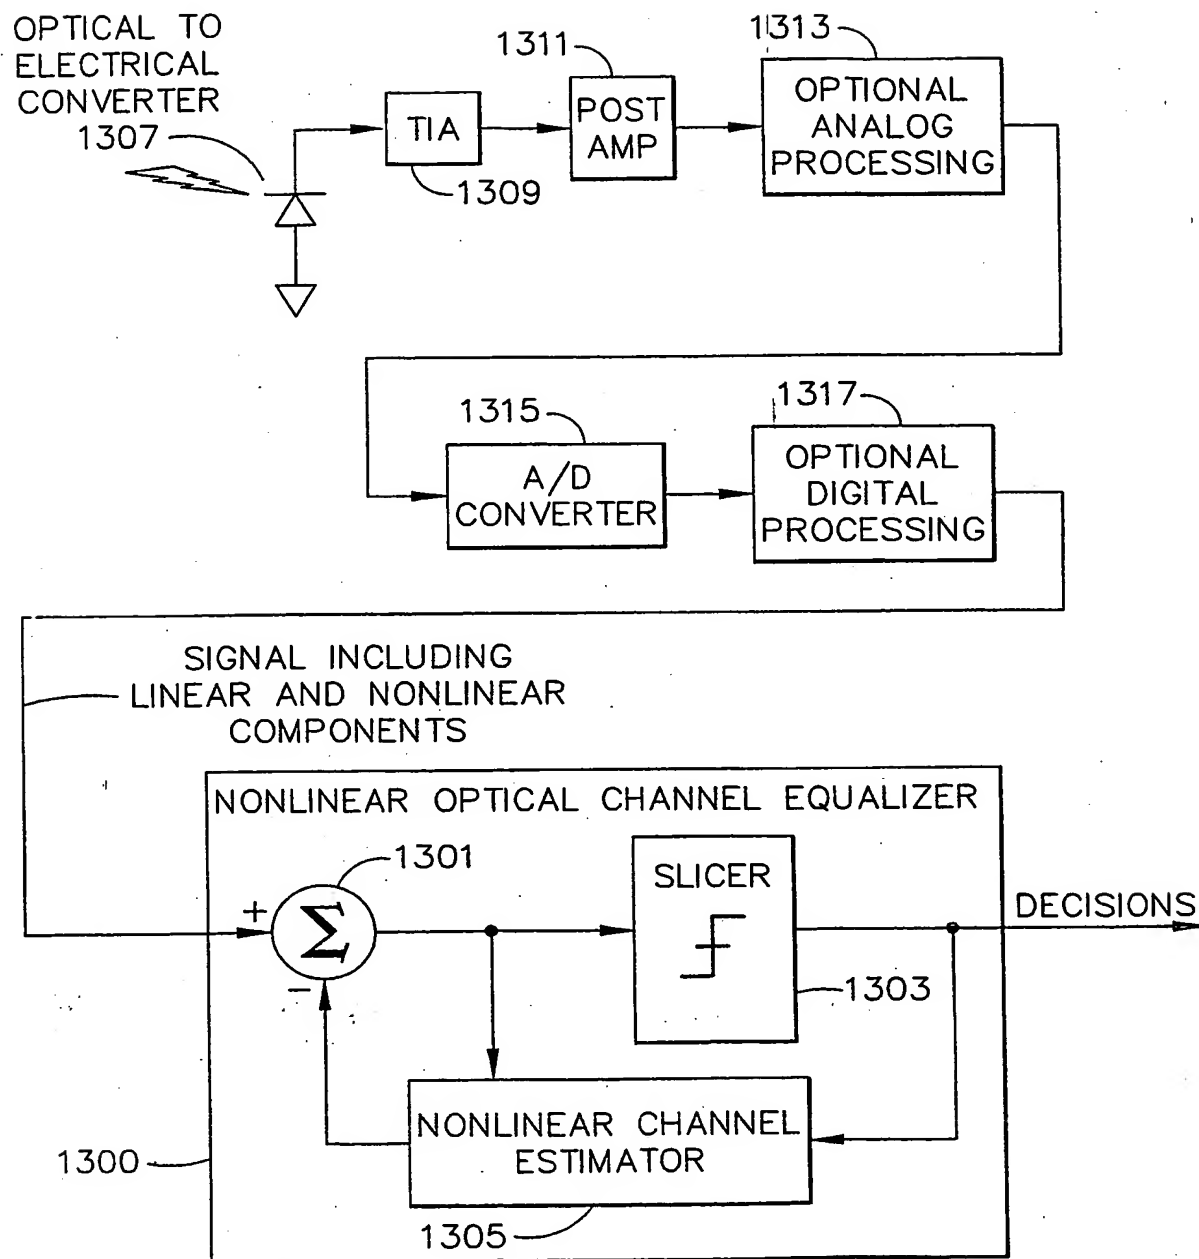 OPTICAL TO
ELECTRICAL
CONVERTER
1307
TIA
1309
1311
POST
AMP
1313
OPTIONAL
ANALOG
PROCESSING
1315
A/D
CONVERTER
1317
OPTIONAL
DIGITAL
PROCESSING
SIGNAL INCLUDING
LINEAR AND NONLINEAR
COMPONENTS
NONLINEAR OPTICAL CHANNEL EQUALIZER
1301
+
Σ
-
SLICER
1303
DECISIONS
NONLINEAR CHANNEL
ESTIMATOR
1300
1305